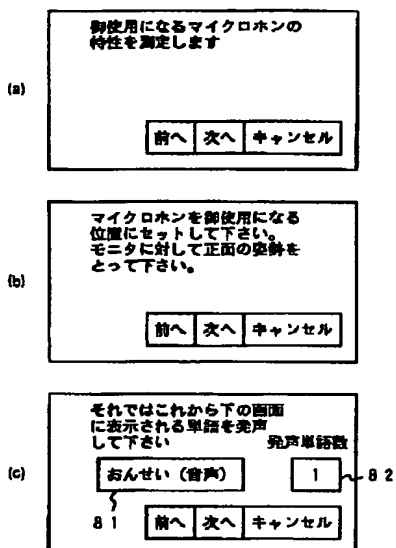 (a)
御使用になるマイクロホンの
特性を測定します
前へ 次へ キャンセル
(b)
マイクロホンを御使用になる
位置にセットして下さい。
モニタに対して正面の姿勢を
とって下さい。
前へ 次へ キャンセル
(c)
それではこれから下の画面
に表示される単語を発声
して下さい 発声単語数
おんせい (音声) 1 82
81 前へ 次へ キャンセル